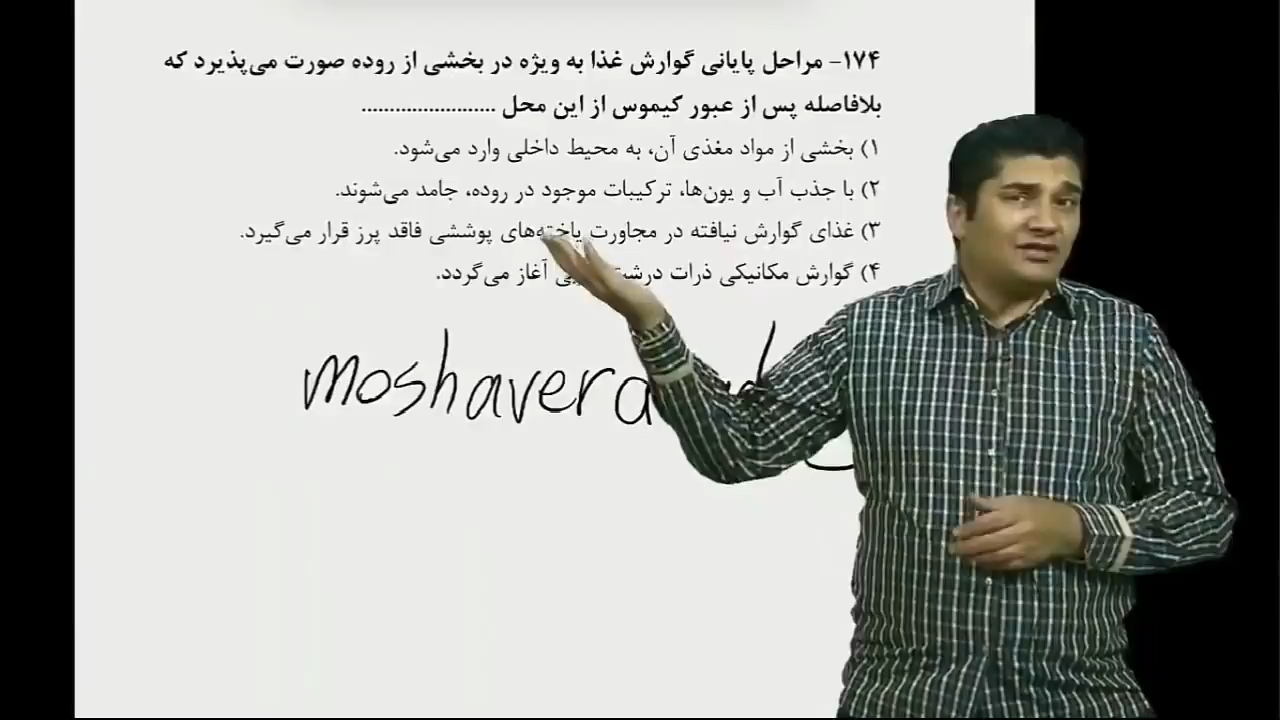 ۱۷۴- مراحل پایانی گوارش غذا به ویژه در بخشی از روده صورت می‌پذیرد که
بلافاصله پس از عبور کیموس از این محل ........................
۱) بخشی از مواد مغذی آن، به محیط داخلی وارد می‌شود.
۲) با جذب آب و یون‌ها، ترکیبات موجود در روده، جامد می‌شوند.
۳) غذای گوارش نیافته در مجاورت یاخته‌های پوششی فاقد پرز قرار می‌گیرد.
۴) گوارش مکانیکی ذرات آغاز می‌گردد.